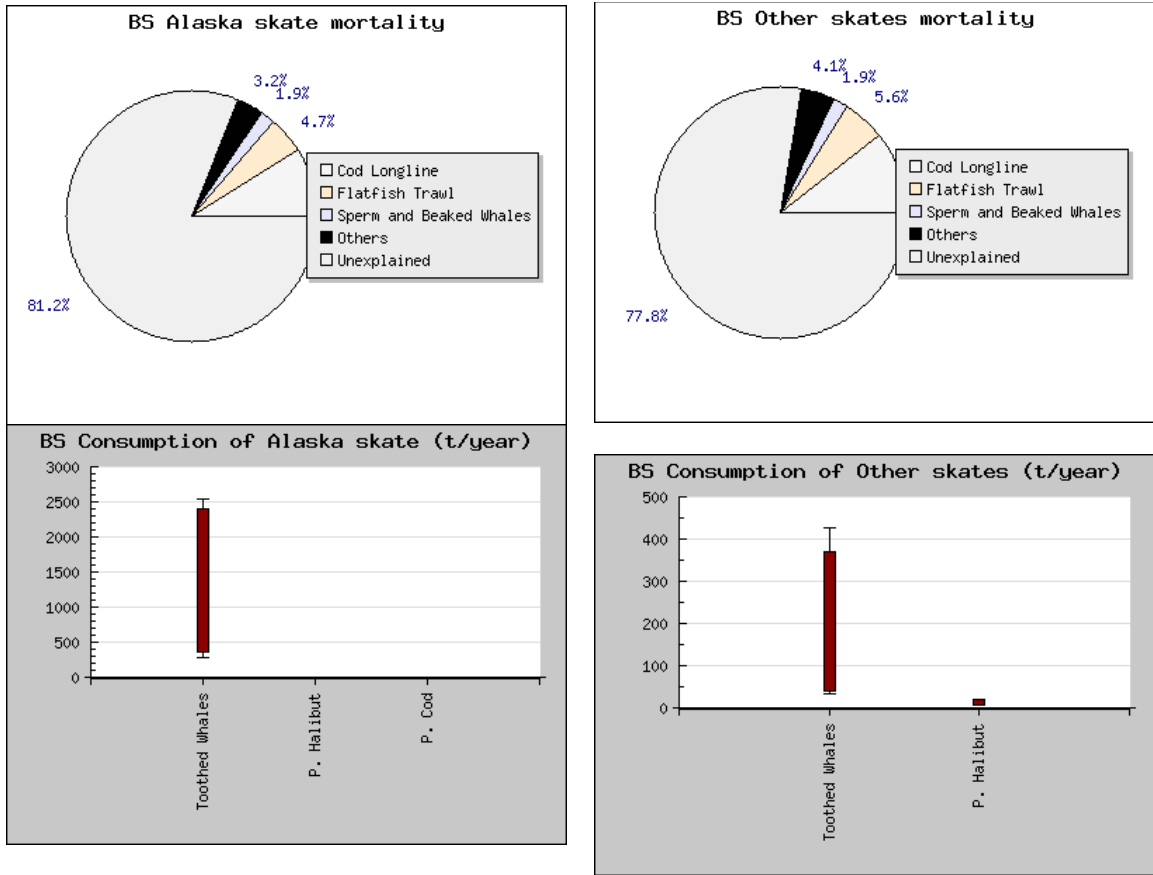 BS Alaska skate mortality
3.2%
1.9%
4.7%
81.2%
Cod Longline
Flatfish Trawl
Sperm and Beaked Whales
Others
Unexplained
BS Other skates mortality
4.1%
1.9%
5.6%
77.8%
Cod Longline
Flatfish Trawl
Sperm and Beaked Whales
Others
Unexplained
BS Consumption of Alaska skate (t/year)
3000
2500
2000
1500
1000
500
0
Toothed Whales
P. Halibut
P. Cod
BS Consumption of Other skates (t/year)
500
400
300
200
100
0
Toothed Whales
P. Halibut